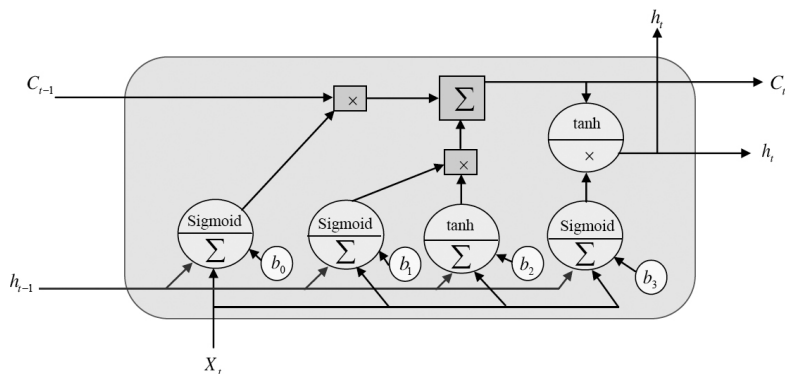 h_t
C_{t-1}
×
Σ
C_t
tanh
×
h_t
×
Sigmoid
Σ
b_0
Sigmoid
Σ
b_1
tanh
Σ
b_2
Sigmoid
Σ
b_3
h_{t-1}
X_t